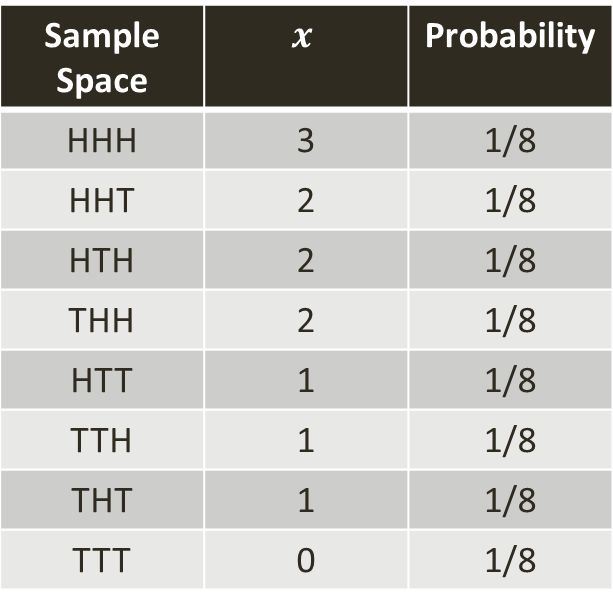 Sample Space x Probability
HHH 3 1/8
HHT 2 1/8
HTH 2 1/8
THH 2 1/8
HTT 1 1/8
TTH 1 1/8
THT 1 1/8
TTT 0 1/8